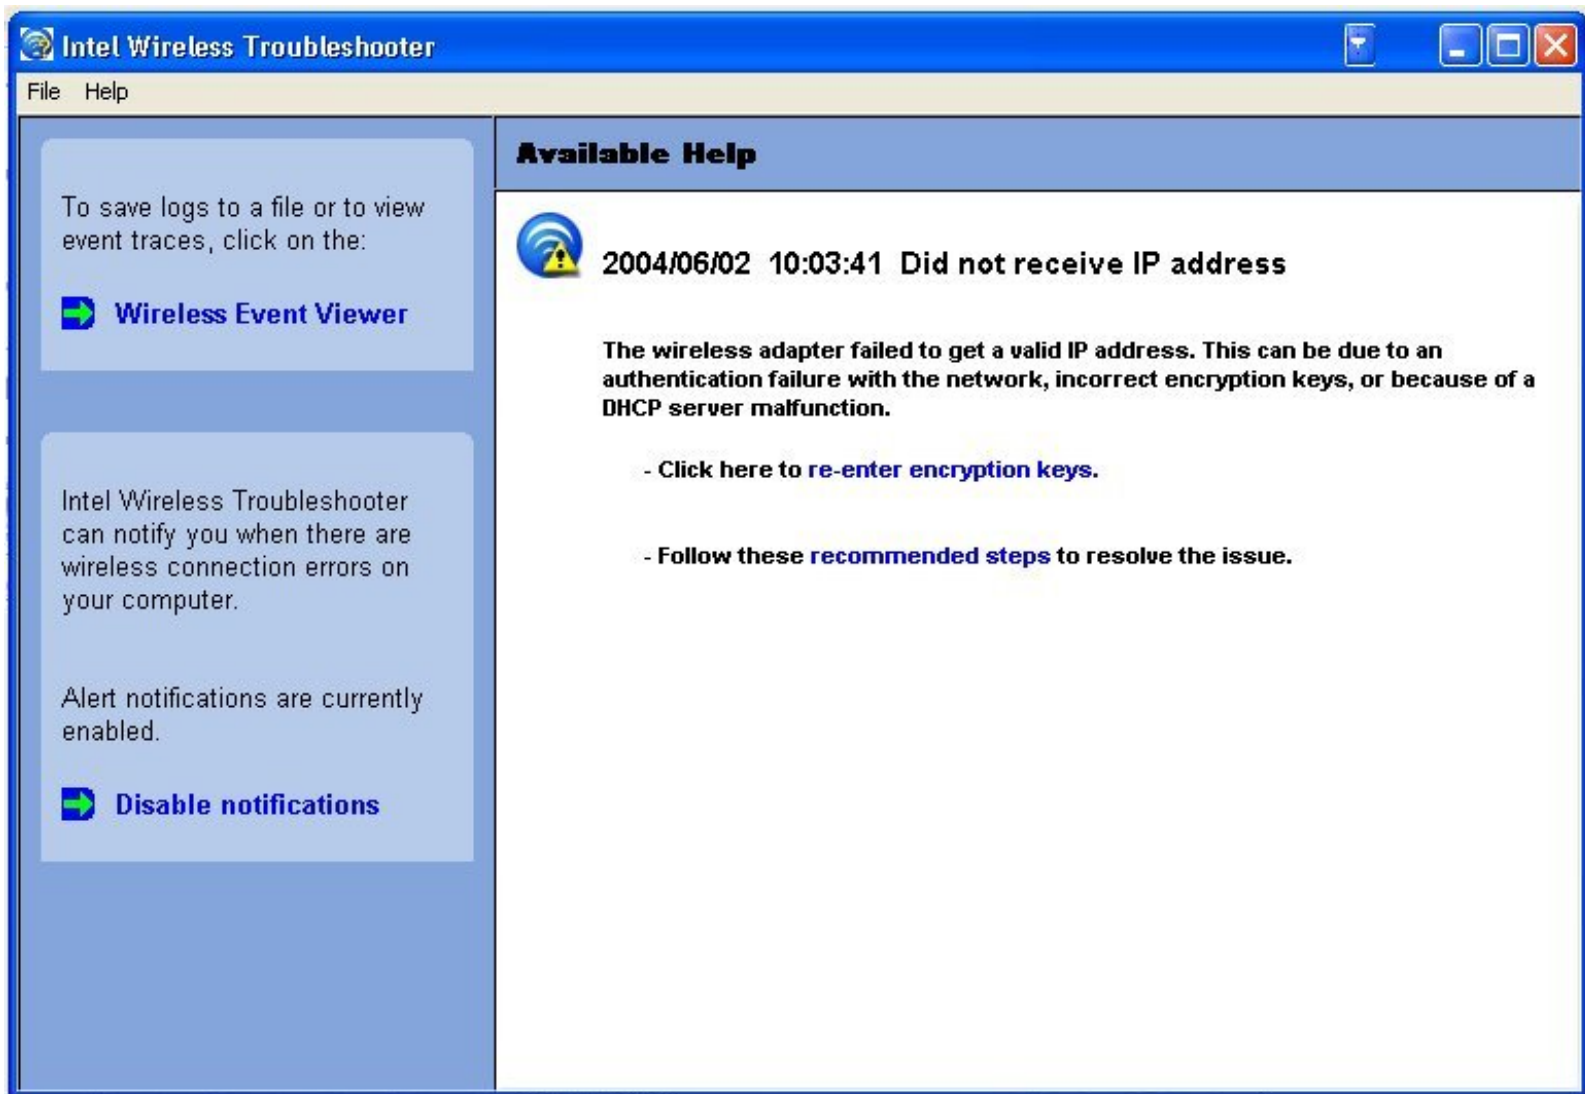 Intel Wireless Troubleshooter
File Help
To save logs to a file or to view
event traces, click on the:
Wireless Event Viewer
Intel Wireless Troubleshooter
can notify you when there are
wireless connection errors on
your computer.
Alert notifications are currently
enabled.
Disable notifications
Available Help
2004/06/02 10:03:41 Did not receive IP address
The wireless adapter failed to get a valid IP address. This can be due to an
authentication failure with the network, incorrect encryption keys, or because of a
DHCP server malfunction.
- Click here to re-enter encryption keys.
- Follow these recommended steps to resolve the issue.